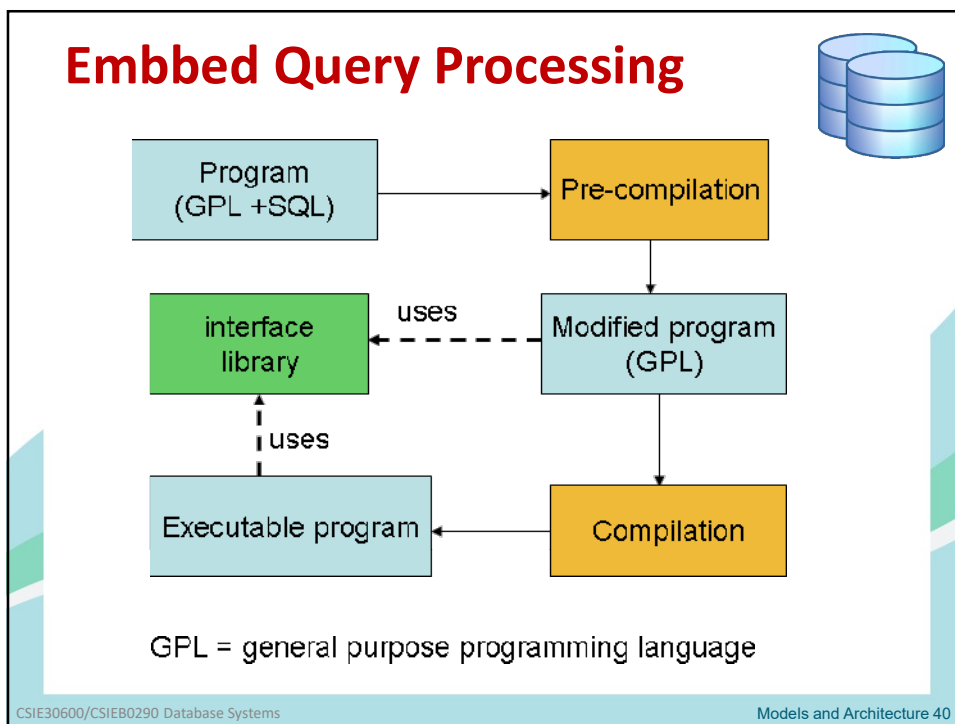 Embbed Query Processing
Program
(GPL +SQL)
Pre-compilation
interface
library
uses
Modified program
(GPL)
uses
Executable program
Compilation
GPL = general purpose programming language
CSIE30600/CSIEB0290 Database Systems
Models and Architecture 40